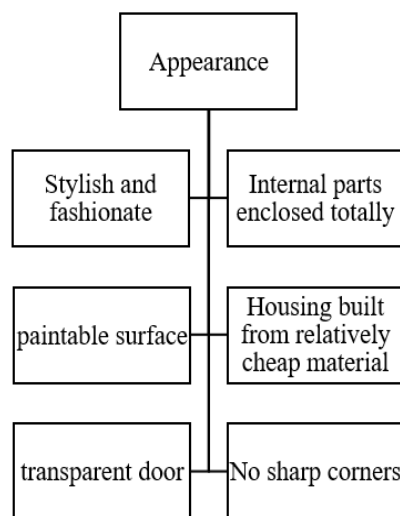 Appearance
Stylish and
fashionate
Internal parts
enclosed totally
paintable surface
Housing built
from relatively
cheap material
transparent door
No sharp corners